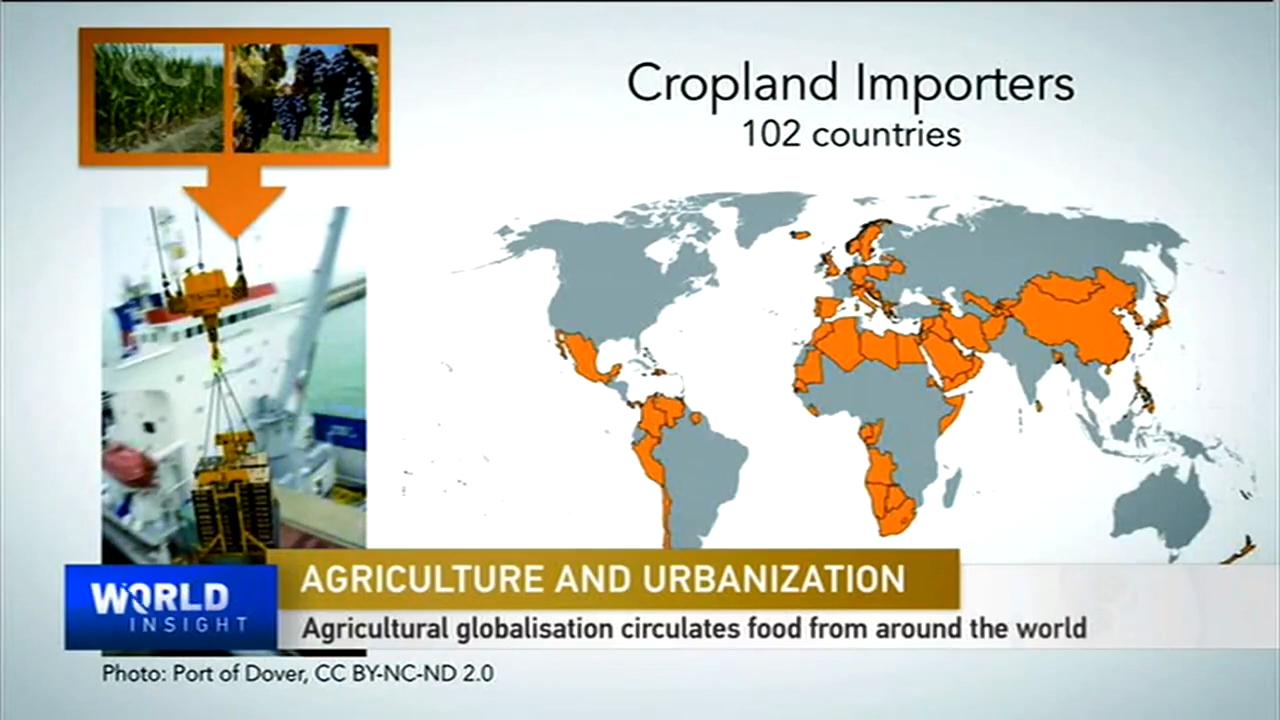 CGTN
Cropland Importers
102 countries
WORLD
INSIGHT
AGRICULTURE AND URBANIZATION
Agricultural globalisation circulates food from around the world
Photo: Port of Dover, CC BY-NC-ND 2.0